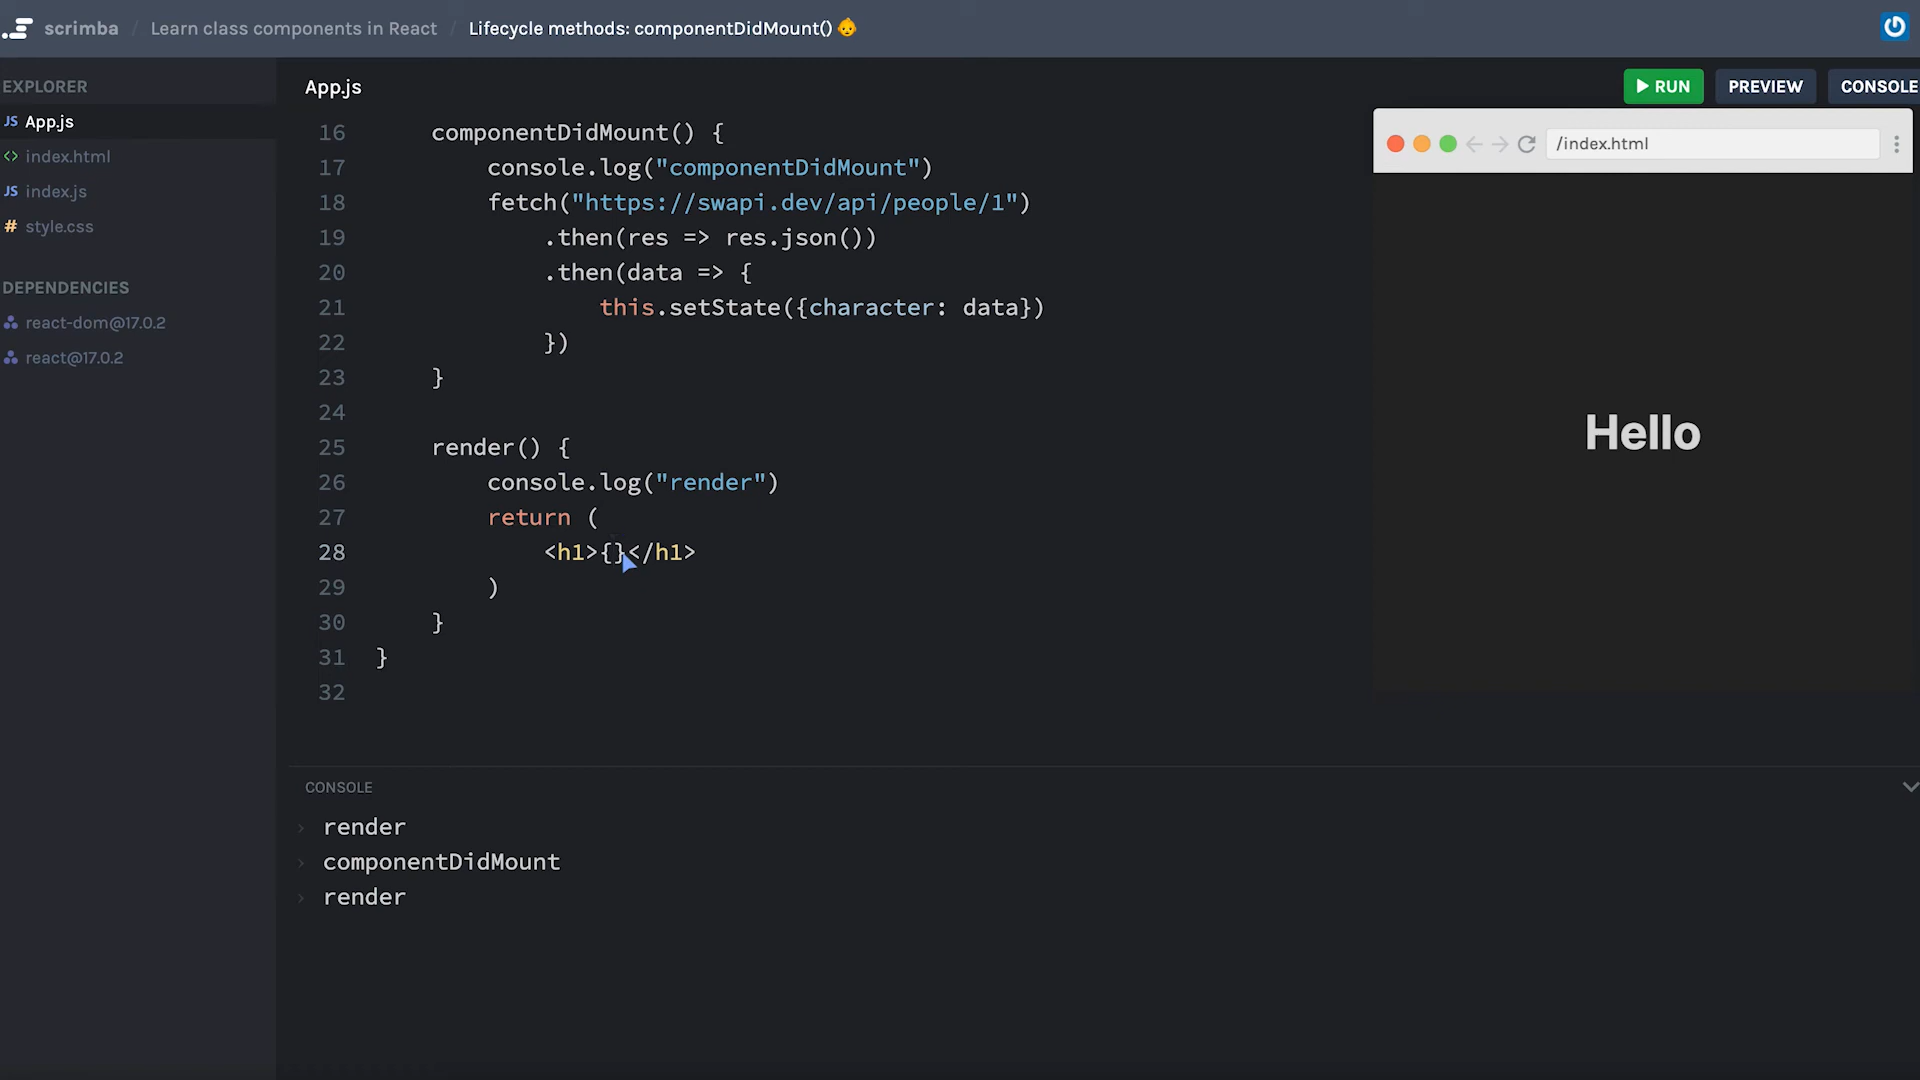 scrimba / Learn class components in React / Lifecycle methods: componentDidMount() 👶
EXPLORER
JS App.js
<> index.html
JS index.js
# style.css
DEPENDENCIES
react-dom@17.0.2
react@17.0.2
App.js
RUN
PREVIEW
CONSOLE
16 componentDidMount() {
17 console.log("componentDidMount")
18 fetch("https://swapi.dev/api/people/1")
19 .then(res => res.json())
20 .then(data => {
21 this.setState({character: data})
22 })
23 }
24
25 render() {
26 console.log("render")
27 return (
28 <h1>{}</h1>
29 )
30 }
31 }
32
/index.html
Hello
CONSOLE
› render
› componentDidMount
› render